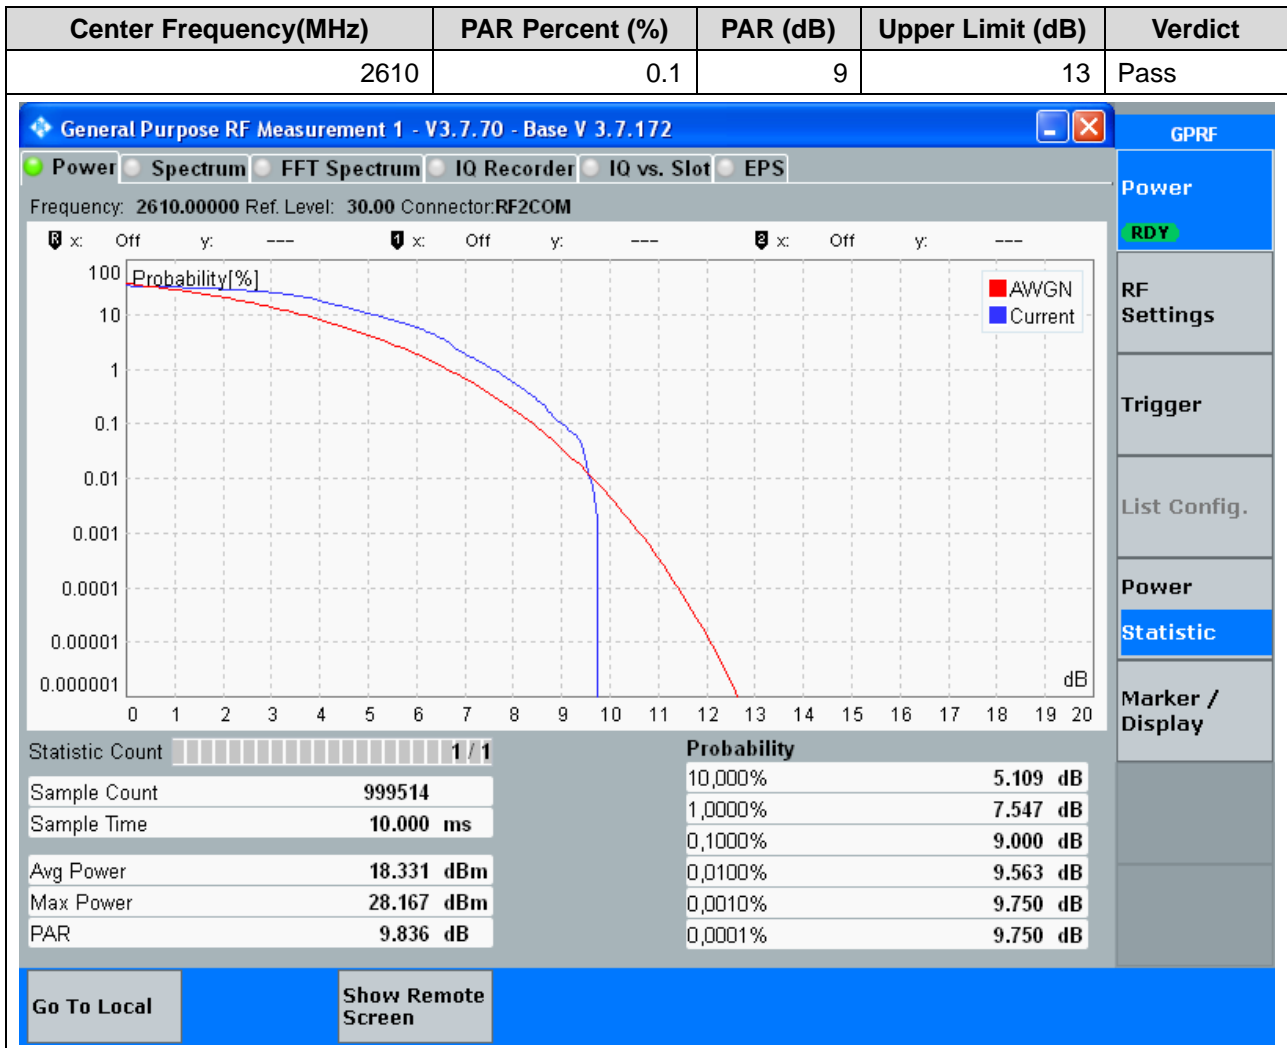 Center Frequency(MHz) PAR Percent (%) PAR (dB) Upper Limit (dB) Verdict
2610 0.1 9 13 Pass
General Purpose RF Measurement 1 - V3.7.70 - Base V 3.7.172
GPRF
Power Spectrum FFT Spectrum IQ Recorder IQ vs. Slot EPS
Power
RDY
Frequency: 2610.00000 Ref. Level: 30.00 Connector:RF2COM
R x: Off y: --- 1 x: Off y: --- 2 x: Off y: ---
Probability[%]
100
10
1
0.1
0.01
0.001
0.0001
0.00001
0.000001
AWGN
Current
dB
0 1 2 3 4 5 6 7 8 9 10 11 12 13 14 15 16 17 18 19 20
RF
Settings
Trigger
List Config.
Power
Statistic
Marker /
Display
Statistic Count 1 / 1
Sample Count 999514
Sample Time 10.000 ms
Avg Power 18.331 dBm
Max Power 28.167 dBm
PAR 9.836 dB
Probability
10,000% 5.109 dB
1,0000% 7.547 dB
0,1000% 9.000 dB
0,0100% 9.563 dB
0,0010% 9.750 dB
0,0001% 9.750 dB
Go To Local
Show Remote
Screen